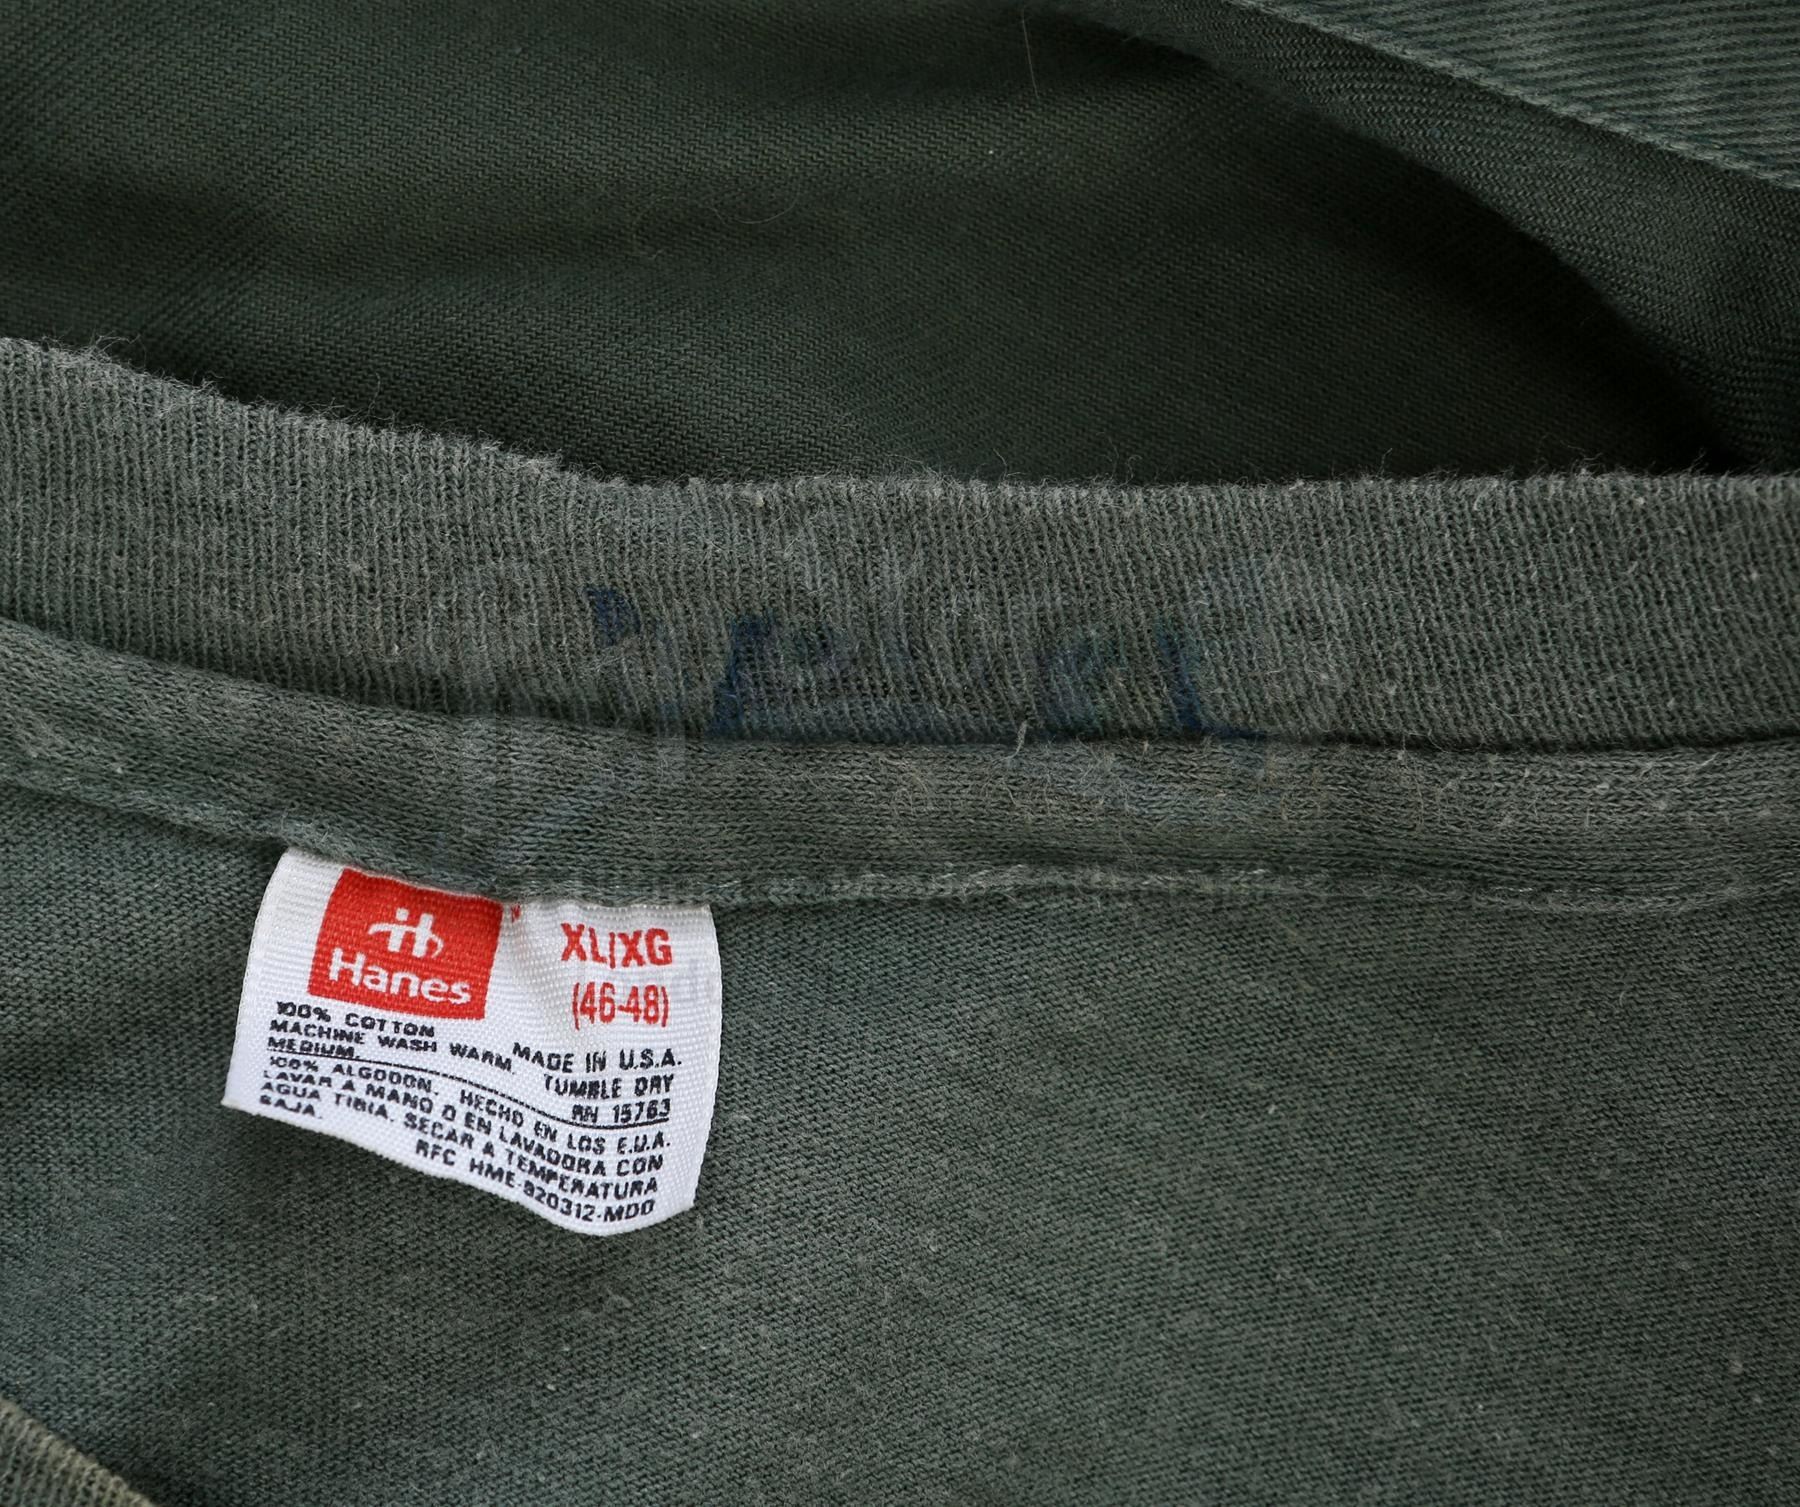 Hanes
XL/XG
(46-48)
100% COTTON
MACHINE WASH WARM MADE IN U.S.A.
MEDIUM. TUMBLE DRY
RN 15763
100% ALGODON. HECHO EN LOS E.U.A.
LAVAR A MANO O EN LAVADORA CON
AGUA TIBIA. SECAR A TEMPERATURA
BAJA. RFC HME-820312-MD0